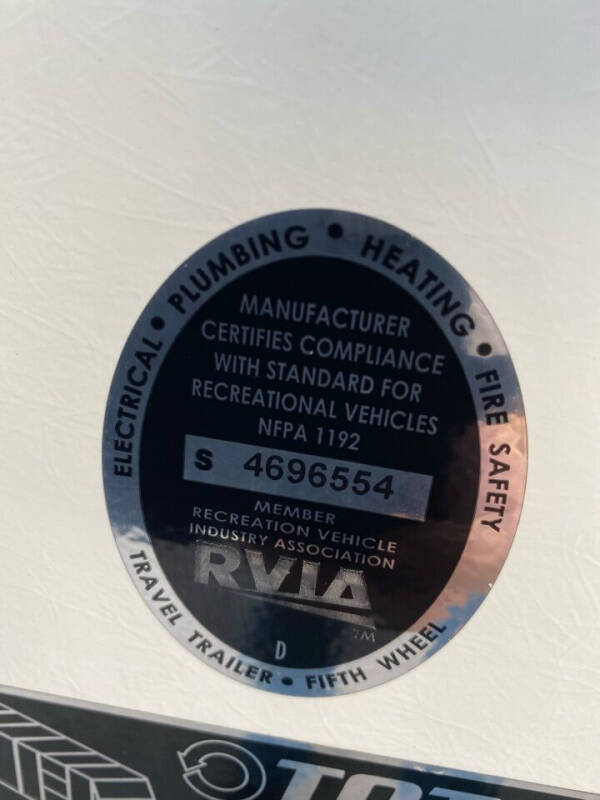 ELECTRICAL • PLUMBING • HEATING • FIRE SAFETY
MANUFACTURER
CERTIFIES COMPLIANCE
WITH STANDARD FOR
RECREATIONAL VEHICLES
NFPA 1192
S 4696554
MEMBER
RECREATION VEHICLE
INDUSTRY ASSOCIATION
RVIA
TM
D
TRAVEL TRAILER • FIFTH WHEEL